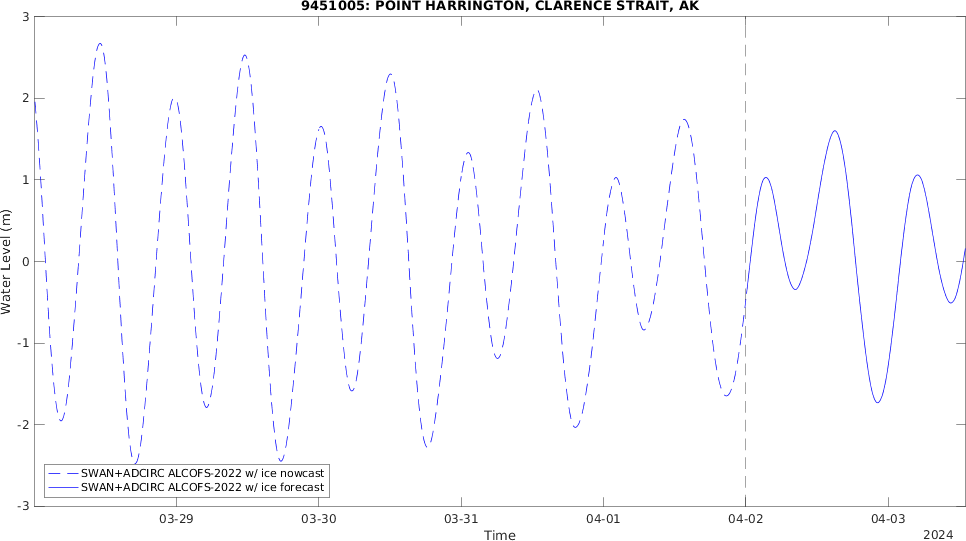 9451005: POINT HARRINGTON, CLARENCE STRAIT, AK
3
2
1
0
-1
-2
-3
Water Level (m)
SWAN+ADCIRC ALCOFS-2022 w/ ice nowcast
SWAN+ADCIRC ALCOFS-2022 w/ ice forecast
03-29 03-30 03-31 04-01 04-02 04-03
Time
2024